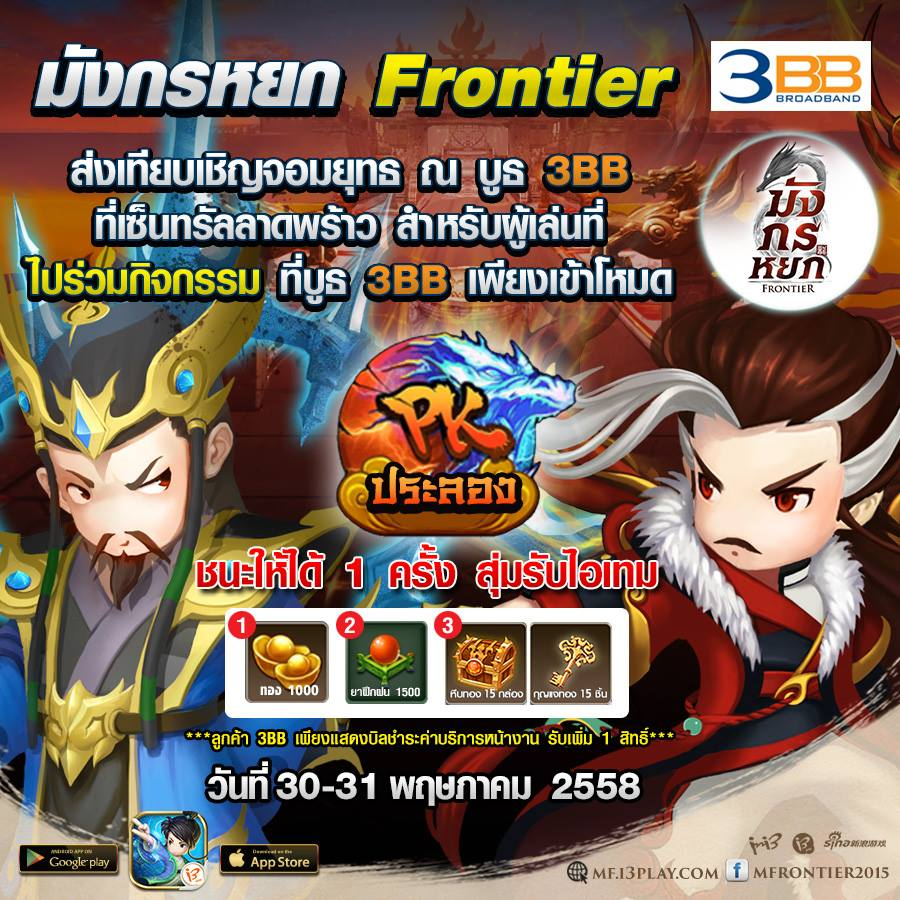 มังกรหยก Frontier
3BB
BROADBAND
ส่งเทียบเชิญจอมยุทธ ณ บูธ 3BB
ที่เซ็นทรัลลาดพร้าว สำหรับผู้เล่นที่
ไปร่วมกิจกรรม ที่บูธ 3BB เพียงเข้าโหมด
มัง
กร
หยก
FRONTIER
PK
ประลอง
ชนะให้ได้ 1 ครั้ง สุ่มรับไอเทม
1 2 3
ทอง 1000
ยาฝึกฝน 1500
หีบทอง 15 กล่อง
กุญแจทอง 15 ชิ้น
***ลูกค้า 3BB เพียงแสดงบิลชำระค่าบริการหน้างาน รับเพิ่ม 1 สิทธิ์***
วันที่ 30-31 พฤษภาคม 2558
ANDROID APP ON
Google play
Download on the
App Store
i3
sina新浪游戏
MF.I3PLAY.COM
f MFRONTIER2015